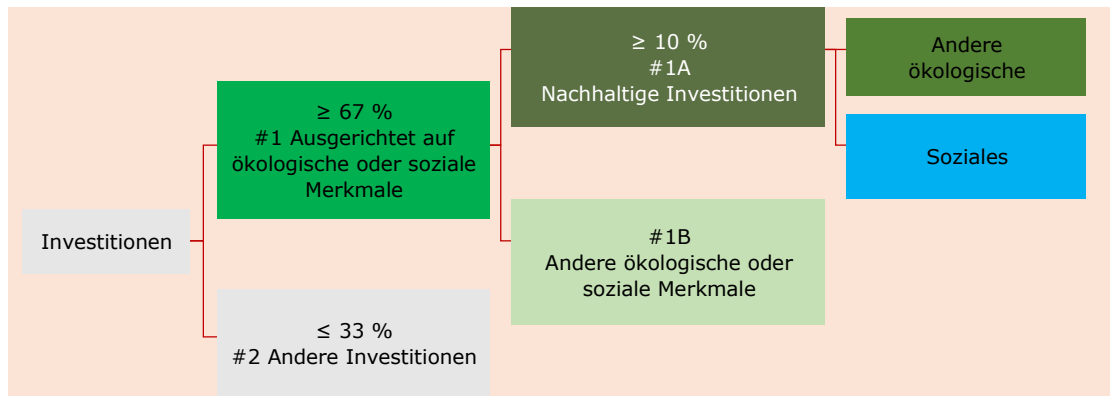 Investitionen
≥ 67 %
#1 Ausgerichtet auf
ökologische oder soziale
Merkmale
≤ 33 %
#2 Andere Investitionen
≥ 10 %
#1A
Nachhaltige Investitionen
#1B
Andere ökologische oder
soziale Merkmale
Andere
ökologische
Soziales